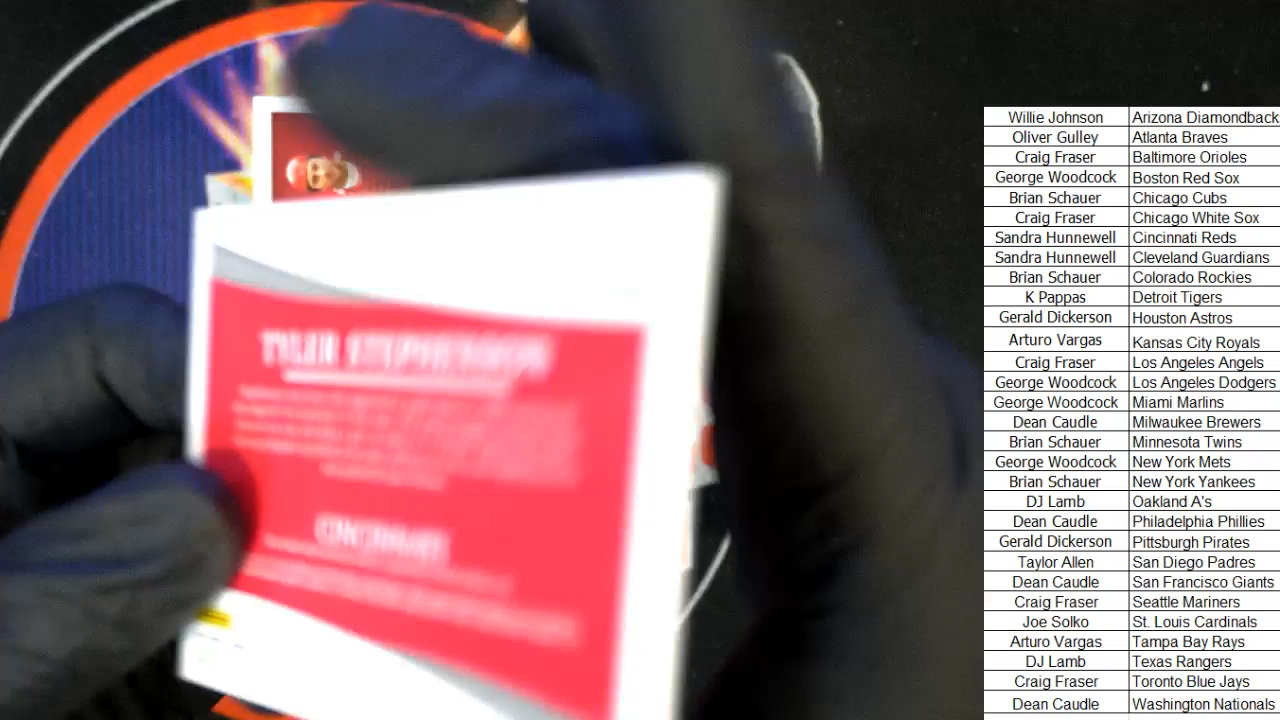 TYLER STEPHENSON
CINCINNATI
Willie Johnson Arizona Diamondback
Oliver Gulley Atlanta Braves
Craig Fraser Baltimore Orioles
George Woodcock Boston Red Sox
Brian Schauer Chicago Cubs
Craig Fraser Chicago White Sox
Sandra Hunnewell Cincinnati Reds
Sandra Hunnewell Cleveland Guardians
Brian Schauer Colorado Rockies
K Pappas Detroit Tigers
Gerald Dickerson Houston Astros
Arturo Vargas Kansas City Royals
Craig Fraser Los Angeles Angels
George Woodcock Los Angeles Dodgers
George Woodcock Miami Marlins
Dean Caudle Milwaukee Brewers
Brian Schauer Minnesota Twins
George Woodcock New York Mets
Brian Schauer New York Yankees
DJ Lamb Oakland A's
Dean Caudle Philadelphia Phillies
Gerald Dickerson Pittsburgh Pirates
Taylor Allen San Diego Padres
Dean Caudle San Francisco Giants
Craig Fraser Seattle Mariners
Joe Solko St. Louis Cardinals
Arturo Vargas Tampa Bay Rays
DJ Lamb Texas Rangers
Craig Fraser Toronto Blue Jays
Dean Caudle Washington Nationals